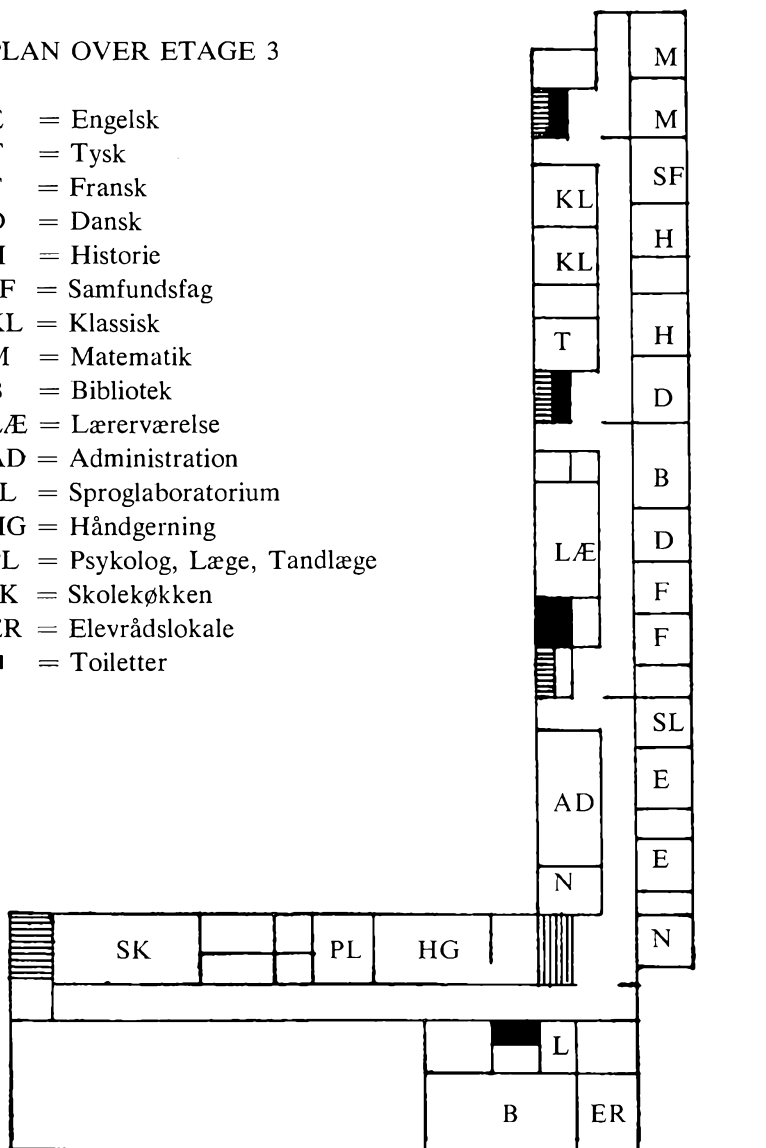 PLAN OVER ETAGE 3
E = Engelsk
= Tysk
= Fransk
D = Dansk
= Historie
F = Samfundsfag
KL = Klassisk
M = Matematik
B = Bibliotek
LÆ = Lærerværelse
AD = Administration
L = Sproglaboratorium
HG = Håndgerning
PL = Psykolog, Læge, Tandlæge
K = Skolekøkken
ER = Elevrådslokale
= Toiletter
M
M
SF
KL
H
KL
H
T
D
B
D
LÆ
F
F
SL
E
AD
E
N
N
SK
PL
HG
L
B
ER